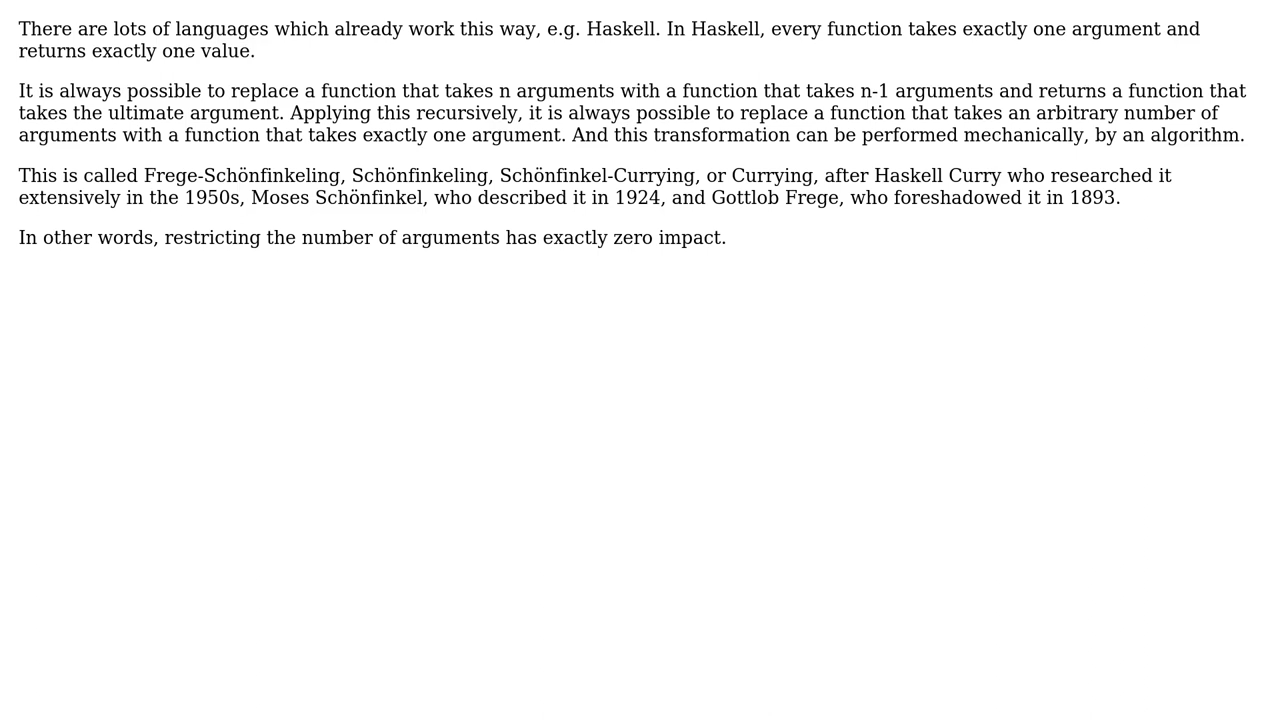 There are lots of languages which already work this way, e.g. Haskell. In Haskell, every function takes exactly one argument and
returns exactly one value.
It is always possible to replace a function that takes n arguments with a function that takes n-1 arguments and returns a function that
takes the ultimate argument. Applying this recursively, it is always possible to replace a function that takes an arbitrary number of
arguments with a function that takes exactly one argument. And this transformation can be performed mechanically, by an algorithm.
This is called Frege-Schönfinkeling, Schönfinkeling, Schönfinkel-Currying, or Currying, after Haskell Curry who researched it
extensively in the 1950s, Moses Schönfinkel, who described it in 1924, and Gottlob Frege, who foreshadowed it in 1893.
In other words, restricting the number of arguments has exactly zero impact.